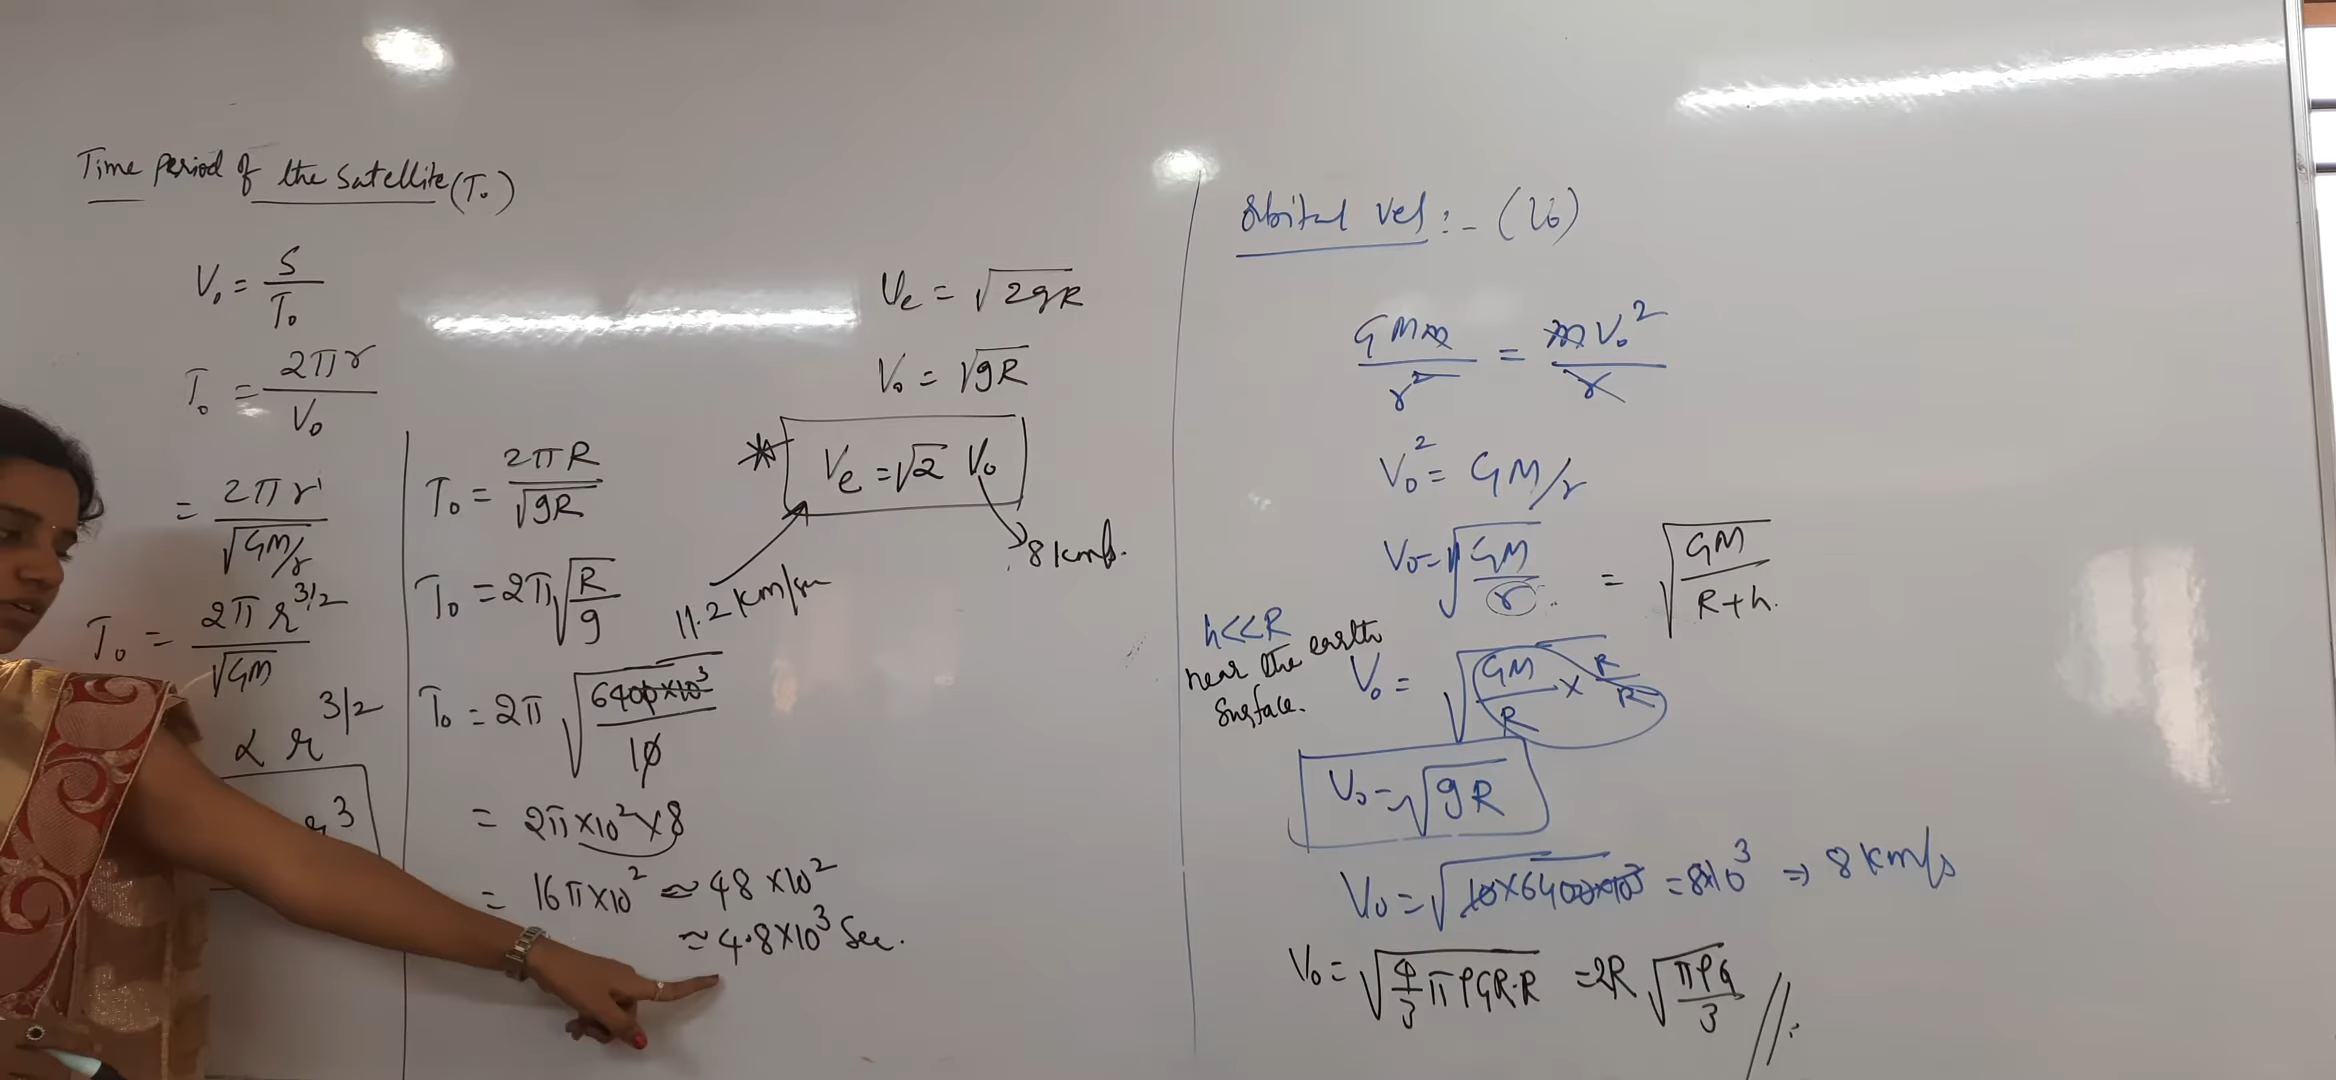 Time period of the satellite (T₀)
V₀ = S/T₀
T₀ = 2πr/V₀
= 2πr/√(GM/r)
T₀ = 2πr^3/2/√GM
α r^3/2
r³
T₀ = 2πR/√gR
T₀ = 2π√(R/g)
T₀ = 2π √(6400×10³/10)
= 2π×10²×8
= 16π×10² ≈ 48×10²
≈ 4.8×10³ Sec.
Ve = √2gR
V₀ = √gR
* Ve = √2 V₀
8 km/s.
11.2 km/
Orbital Vel :- (V₀)
GMm/r² = mV₀²/r
V₀² = GM/r
V₀ = √(GM/r) = √(GM/(R+h))
h<<R
near the earth
Surface.
V₀ = √(GM/R × R/R)
V₀ = √gR
V₀ = √10×6400×10³ = 8×10³ ⇒ 8 km/s
V₀ = √(4/3 πρGR·R) = 2R √(πρG/3) //